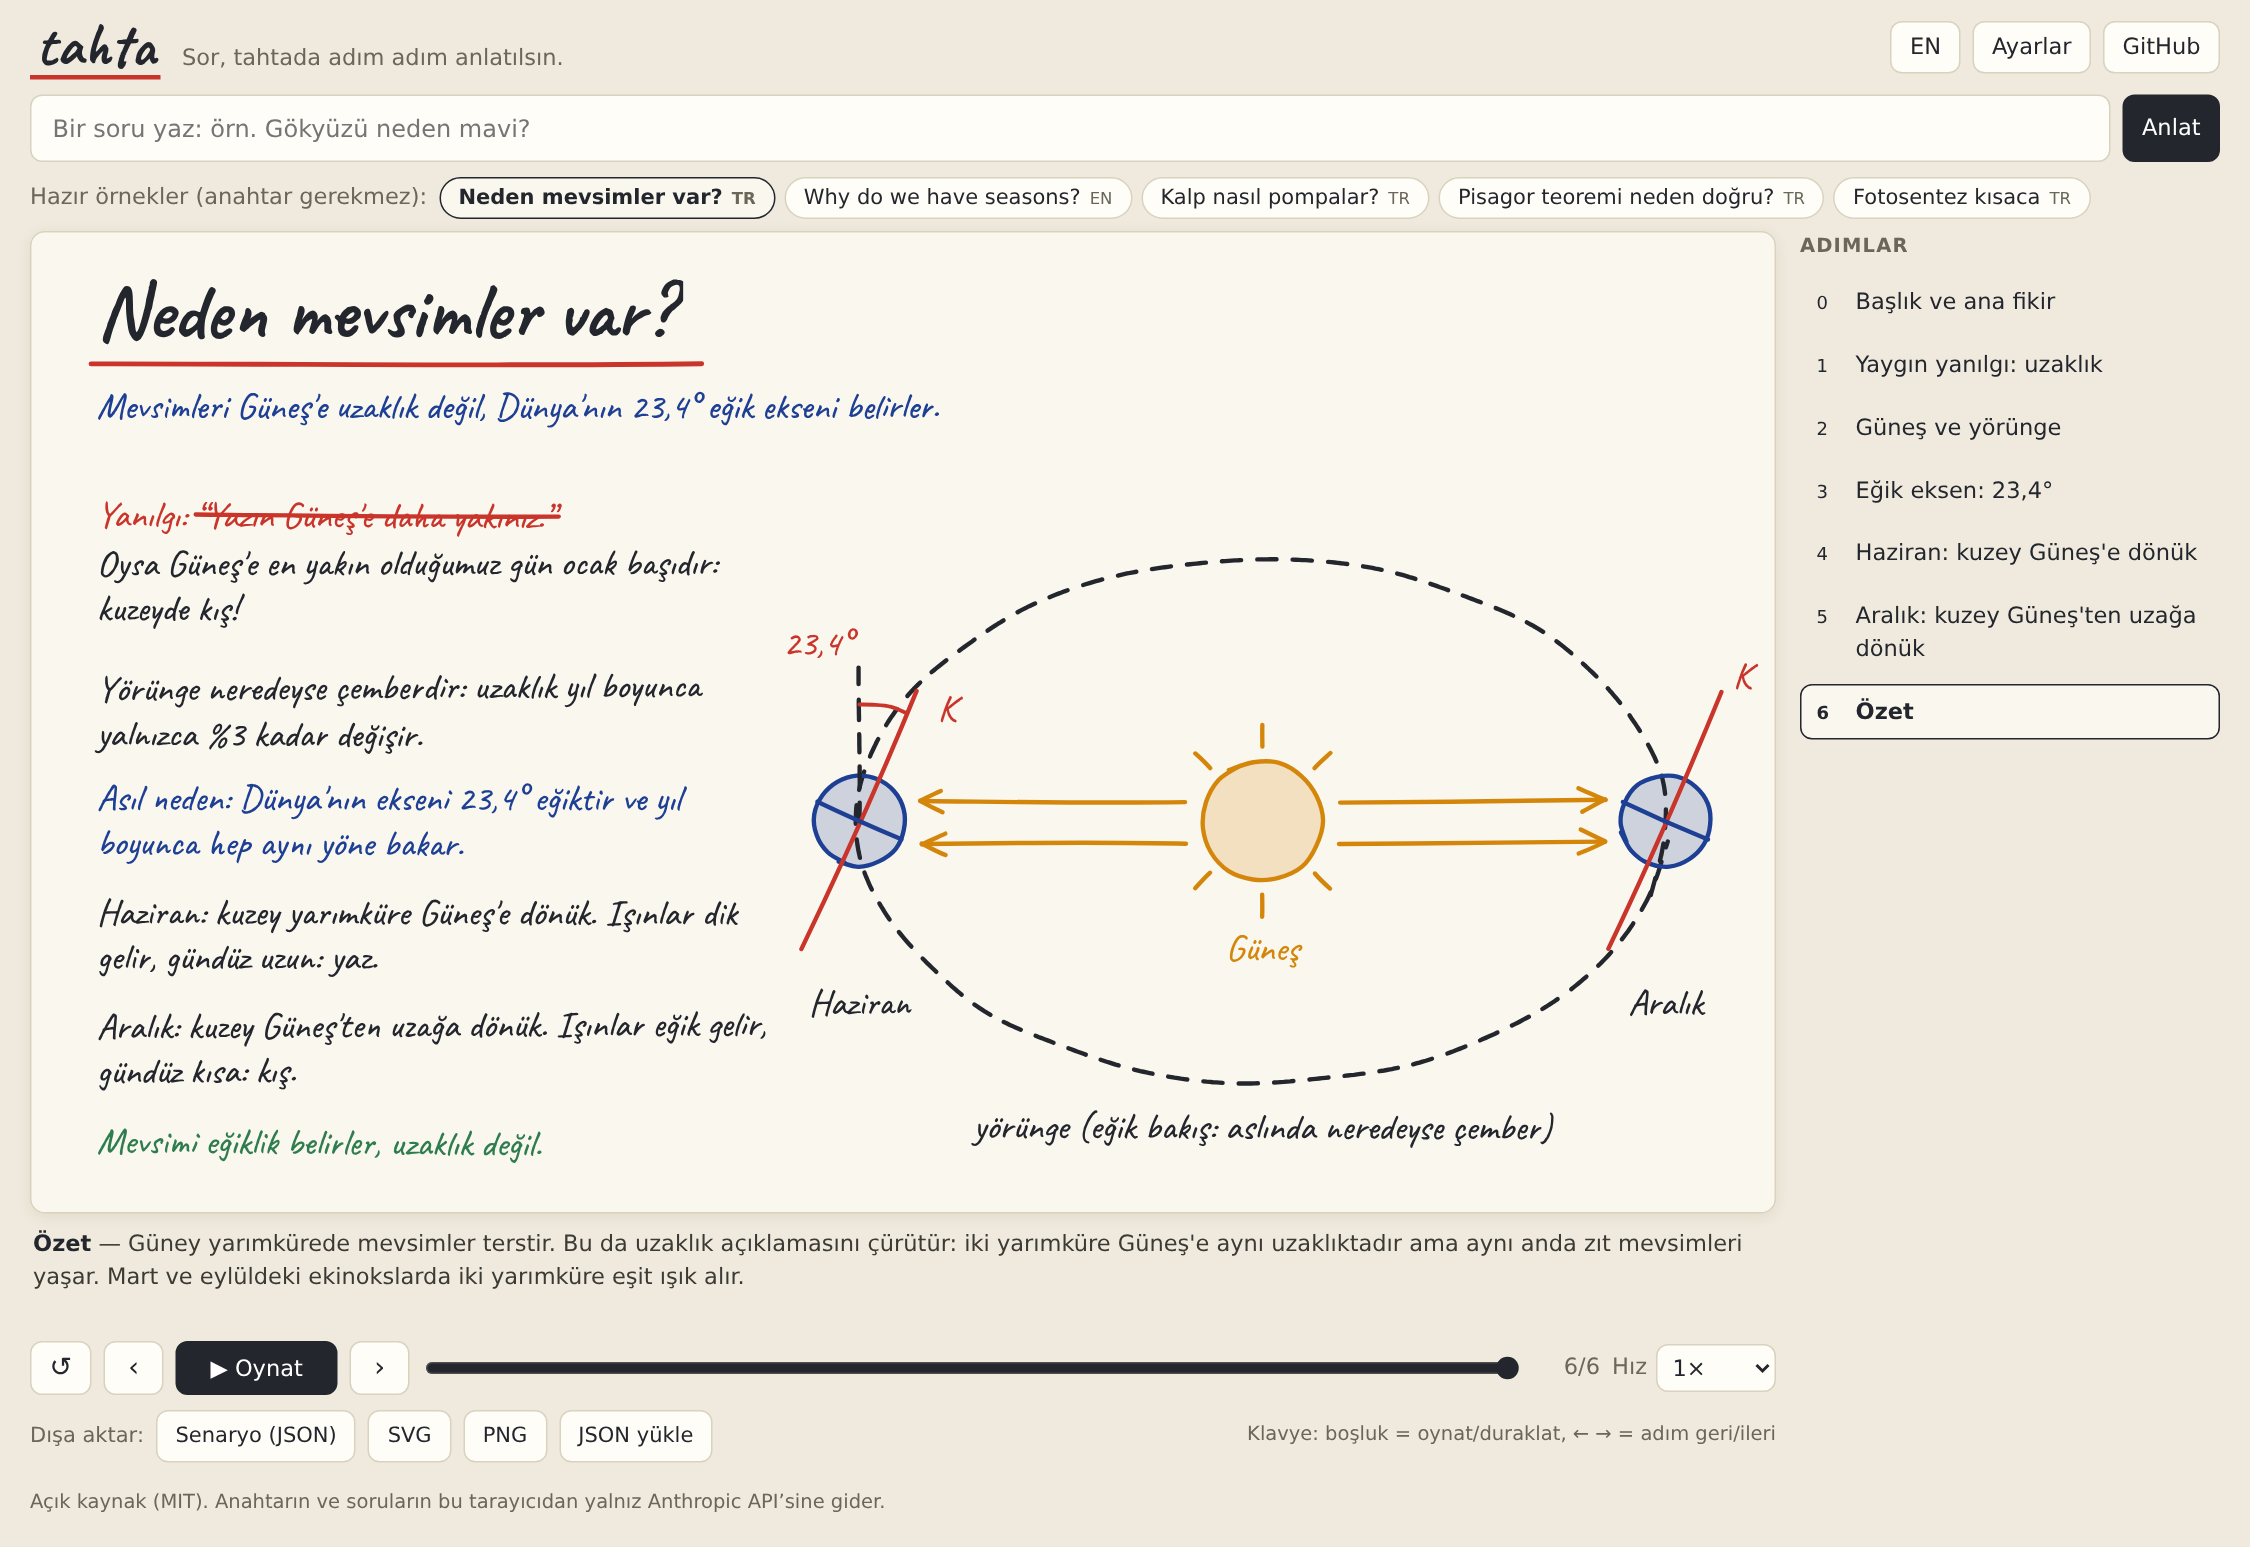 tahta
Sor, tahtada adım adım anlatılsın.
EN
Ayarlar
GitHub
Bir soru yaz: örn. Gökyüzü neden mavi?
Anlat
Hazır örnekler (anahtar gerekmez):
Neden mevsimler var? TR
Why do we have seasons? EN
Kalp nasıl pompalar? TR
Pisagor teoremi neden doğru? TR
Fotosentez kısaca TR
Neden mevsimler var?
Mevsimleri Güneş'e uzaklık değil, Dünya'nın 23,4° eğik ekseni belirler.
Yanılgı: “Yazın Güneş'e daha yakınız.”
Oysa Güneş'e en yakın olduğumuz gün ocak başıdır:
kuzeyde kış!
Yörünge neredeyse çemberdir: uzaklık yıl boyunca
yalnızca %3 kadar değişir.
Asıl neden: Dünya'nın ekseni 23,4° eğiktir ve yıl
boyunca hep aynı yöne bakar.
Haziran: kuzey yarımküre Güneş'e dönük. Işınlar dik
gelir, gündüz uzun: yaz.
Aralık: kuzey Güneş'ten uzağa dönük. Işınlar eğik gelir,
gündüz kısa: kış.
Mevsimi eğiklik belirler, uzaklık değil.
23,4°
K
K
Güneş
Haziran
Aralık
yörünge (eğik bakış: aslında neredeyse çember)
ADIMLAR
0 Başlık ve ana fikir
1 Yaygın yanılgı: uzaklık
2 Güneş ve yörünge
3 Eğik eksen: 23,4°
4 Haziran: kuzey Güneş'e dönük
5 Aralık: kuzey Güneş'ten uzağa
dönük
6 Özet
Özet — Güney yarımkürede mevsimler terstir. Bu da uzaklık açıklamasını çürütür: iki yarımküre Güneş'e aynı uzaklıktadır ama aynı anda zıt mevsimleri
yaşar. Mart ve eylüldeki ekinokslarda iki yarımküre eşit ışık alır.
↺
‹
▶ Oynat
›
6/6 Hız 1×
Dışa aktar:
Senaryo (JSON)
SVG
PNG
JSON yükle
Klavye: boşluk = oynat/duraklat, ← → = adım geri/ileri
Açık kaynak (MIT). Anahtarın ve soruların bu tarayıcıdan yalnız Anthropic API’sine gider.